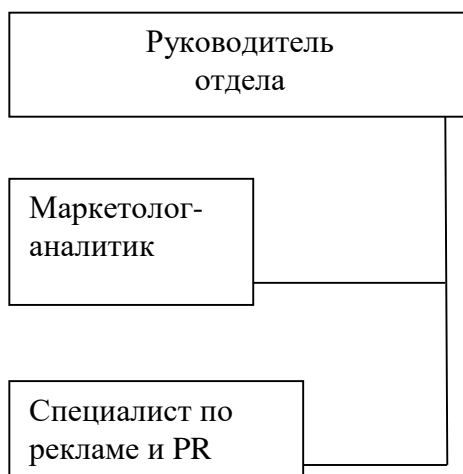 Руководитель
отдела
Маркетолог-
аналитик
Специалист по
рекламе и PR